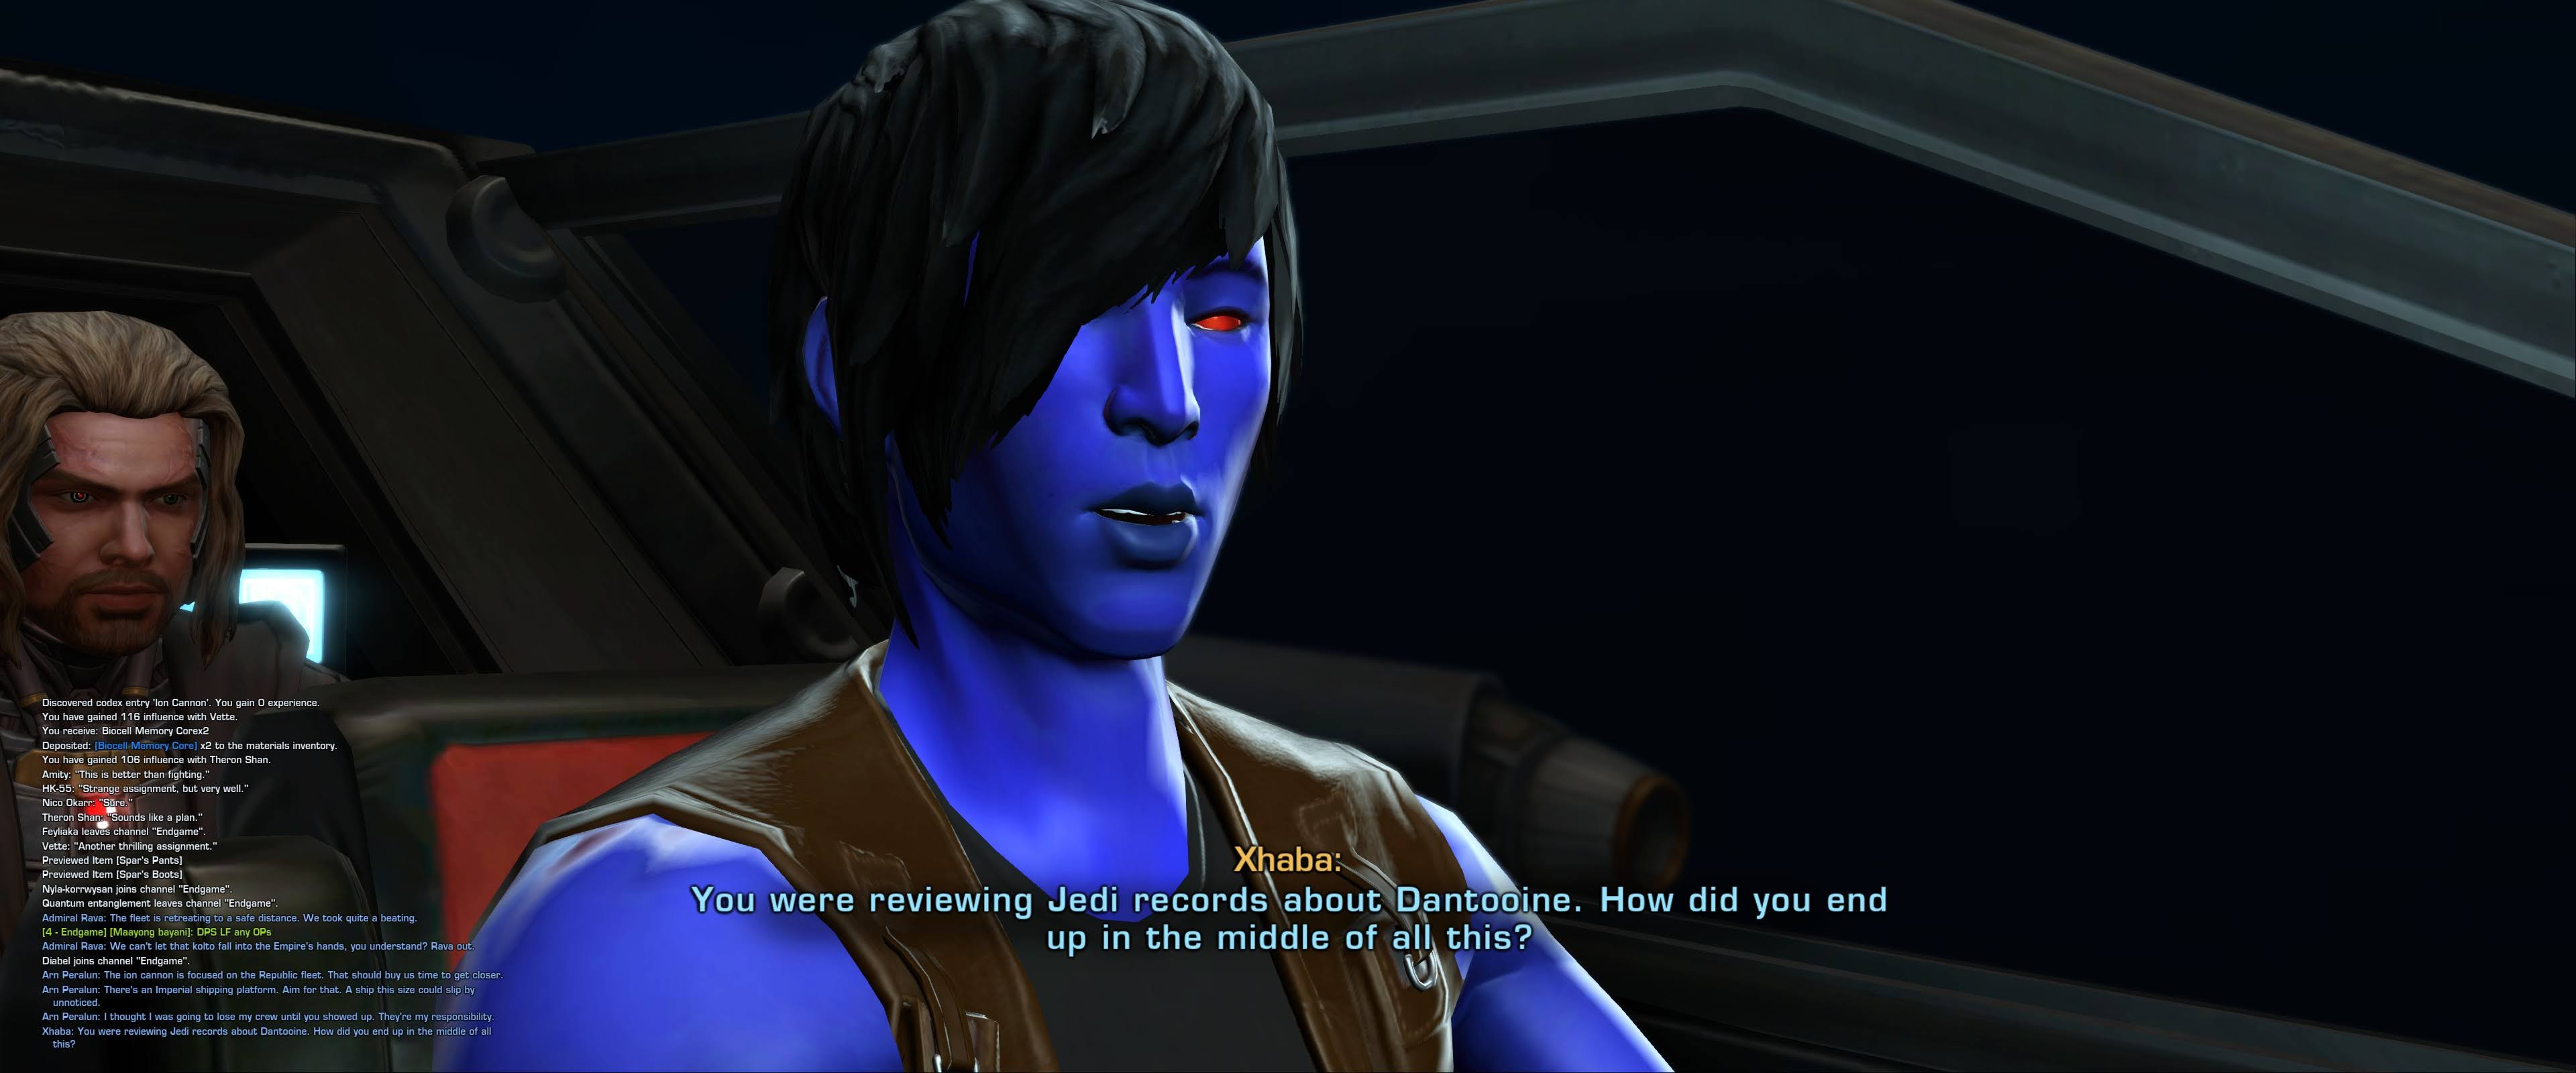 Discovered codex entry 'Ion Cannon'. You gain 0 experience.
You have gained 116 influence with Vette.
You receive: Biocell Memory Corex2
Deposited: [Biocell Memory Core] x2 to the materials inventory.
You have gained 106 influence with Theron Shan.
Amity: "This is better than fighting."
HK-55: "Strange assignment, but very well."
Nico Okarr: "Sure."
Theron Shan: "Sounds like a plan."
Feyliaka leaves channel "Endgame".
Vette: "Another thrilling assignment."
Previewed Item [Spar's Pants]
Previewed Item [Spar's Boots]
Nyla-korrwysan joins channel "Endgame".
Quantum entanglement leaves channel "Endgame".
Admiral Rava: The fleet is retreating to a safe distance. We took quite a beating.
[4 - Endgame] [Maayong bayani]: DPS LF any OPs
Admiral Rava: We can't let that kolto fall into the Empire's hands, you understand? Rava out.
Diabel joins channel "Endgame".
Arn Peralun: The ion cannon is focused on the Republic fleet. That should buy us time to get closer.
Arn Peralun: There's an Imperial shipping platform. Aim for that. A ship this size could slip by
unnoticed.
Arn Peralun: I thought I was going to lose my crew until you showed up. They're my responsibility.
Xhaba: You were reviewing Jedi records about Dantooine. How did you end up in the middle of all
this?
Xhaba:
You were reviewing Jedi records about Dantooine. How did you end
up in the middle of all this?